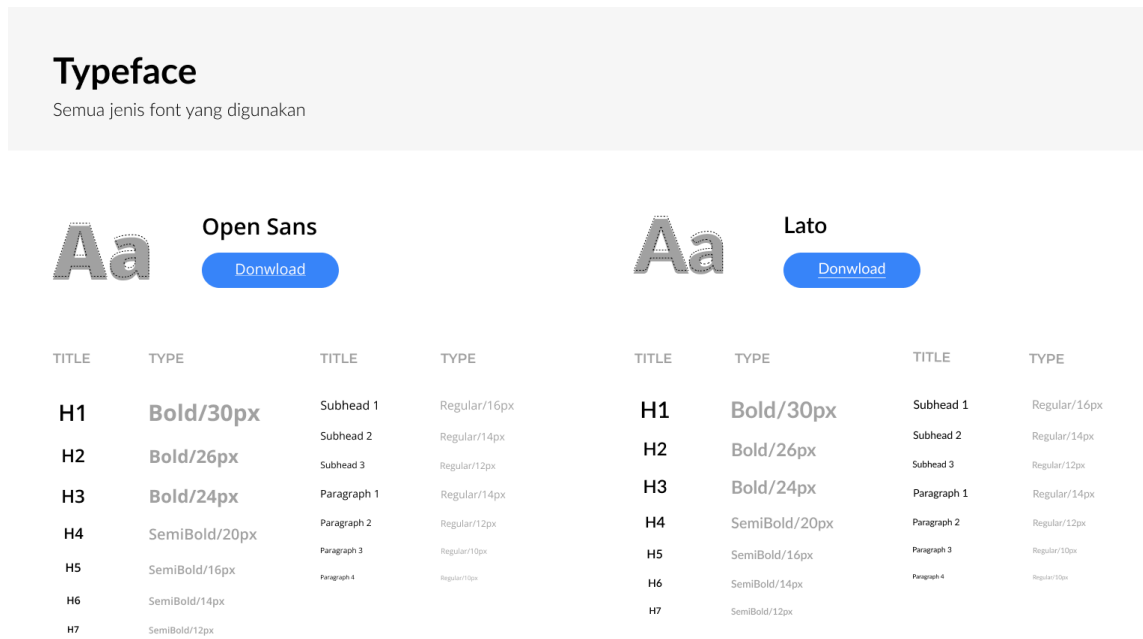 Typeface
Semua jenis font yang digunakan
Aa
Open Sans
Donwload
TITLE TYPE TITLE TYPE
H1 Bold/30px Subhead 1 Regular/16px
H2 Bold/26px Subhead 2 Regular/14px
Subhead 3 Regular/12px
H3 Bold/24px Paragraph 1 Regular/14px
H4 SemiBold/20px Paragraph 2 Regular/12px
Paragraph 3 Regular/10px
H5 SemiBold/16px Paragraph 4 Regular/10px
H6 SemiBold/14px
H7 SemiBold/12px
Aa
Lato
Donwload
TITLE TYPE TITLE TYPE
H1 Bold/30px Subhead 1 Regular/16px
H2 Bold/26px Subhead 2 Regular/14px
Subhead 3 Regular/12px
H3 Bold/24px Paragraph 1 Regular/14px
H4 SemiBold/20px Paragraph 2 Regular/12px
H5 SemiBold/16px Paragraph 3 Regular/10px
H6 SemiBold/14px Paragraph 4 Regular/10px
H7 SemiBold/12px